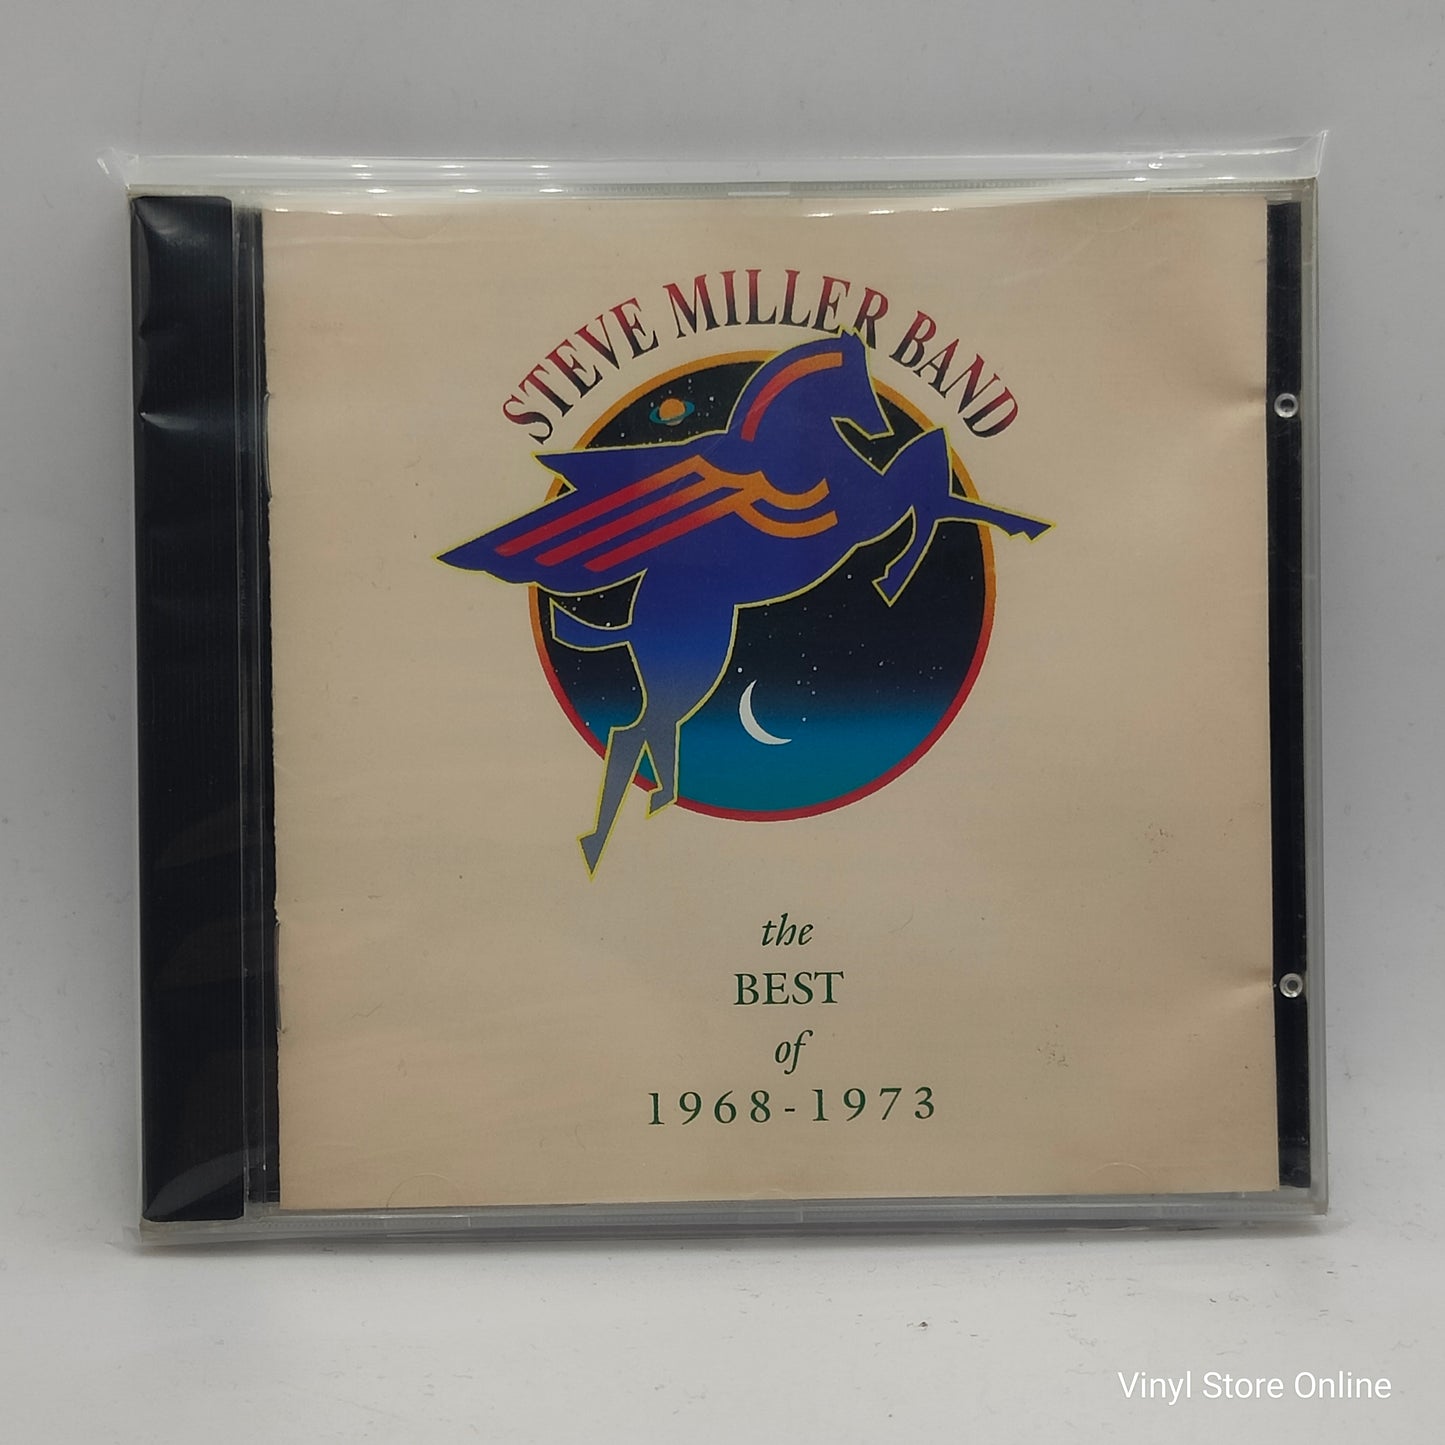 STEVE MILLER BAND
the
BEST
of
1968-1973
Vinyl Store Online